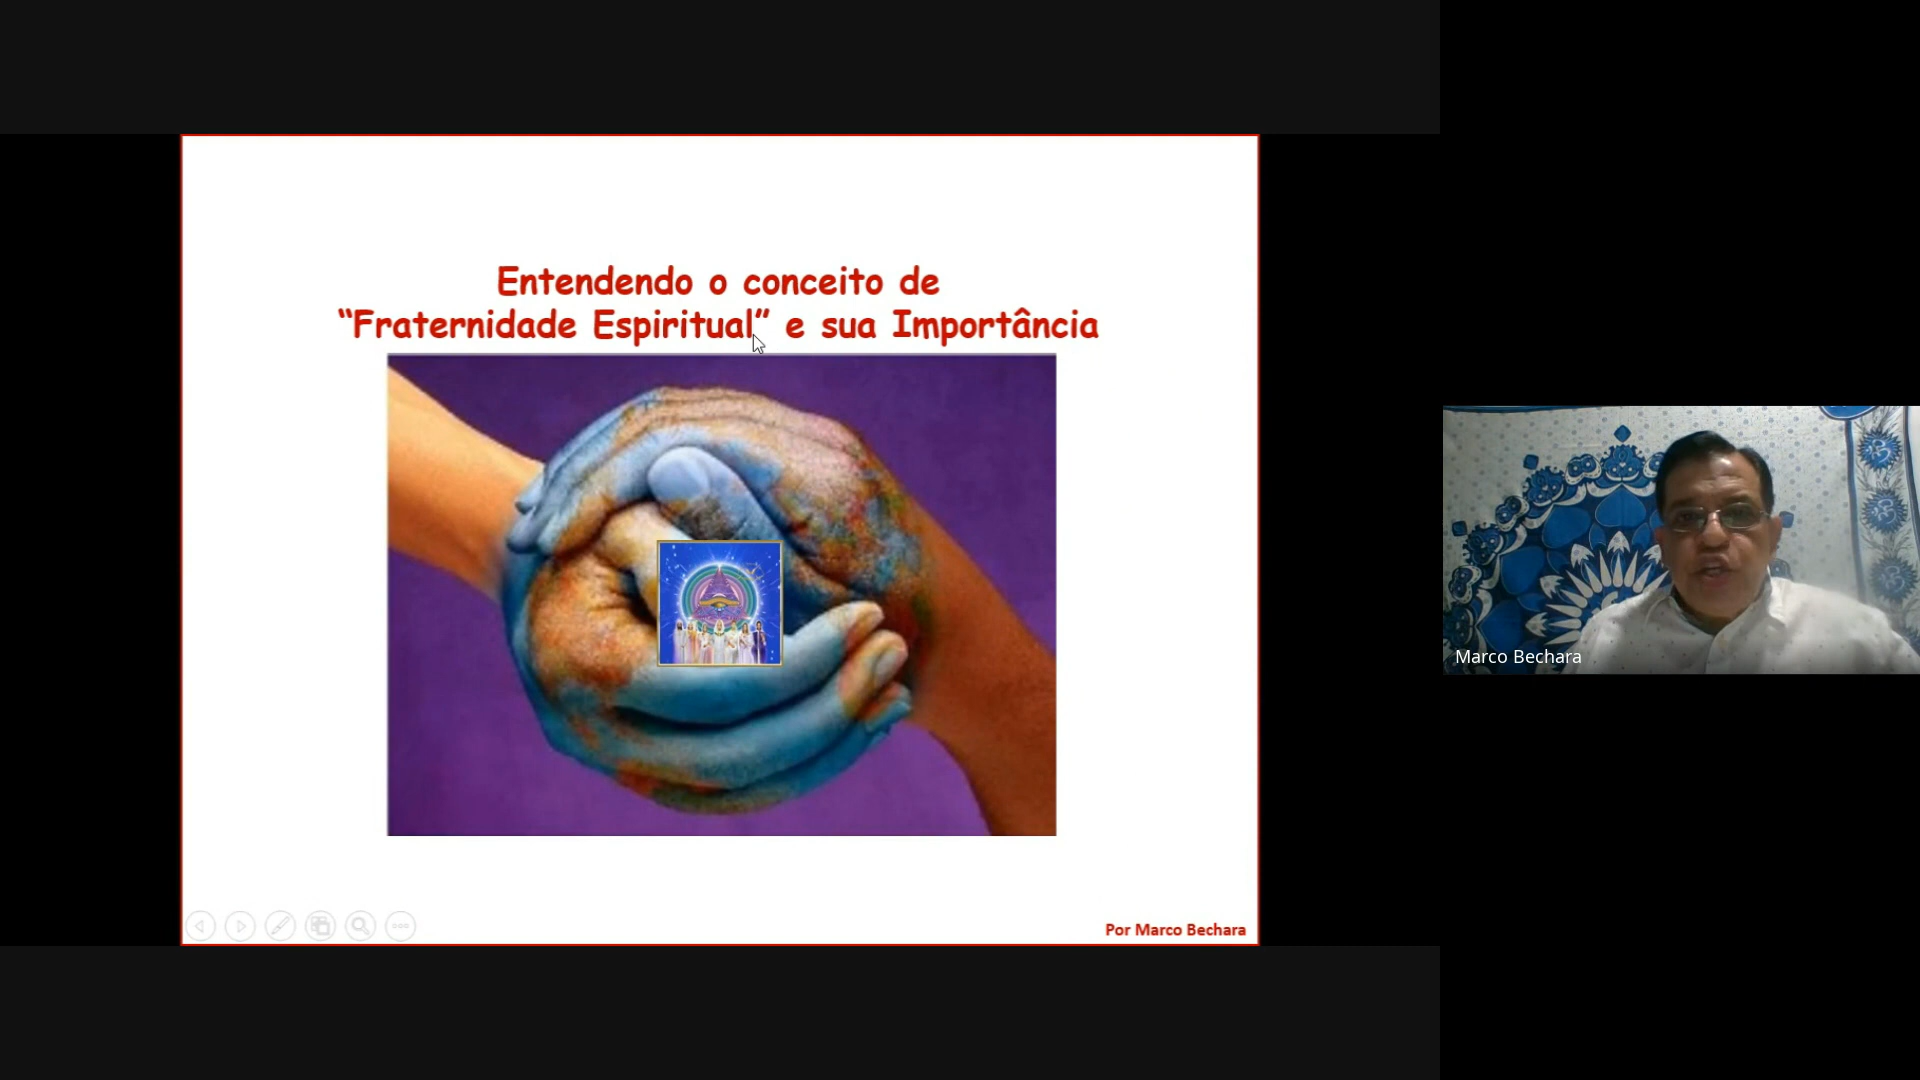 Entendendo o conceito de
“Fraternidade Espiritual” e sua Importância
Por Marco Bechara
Marco Bechara